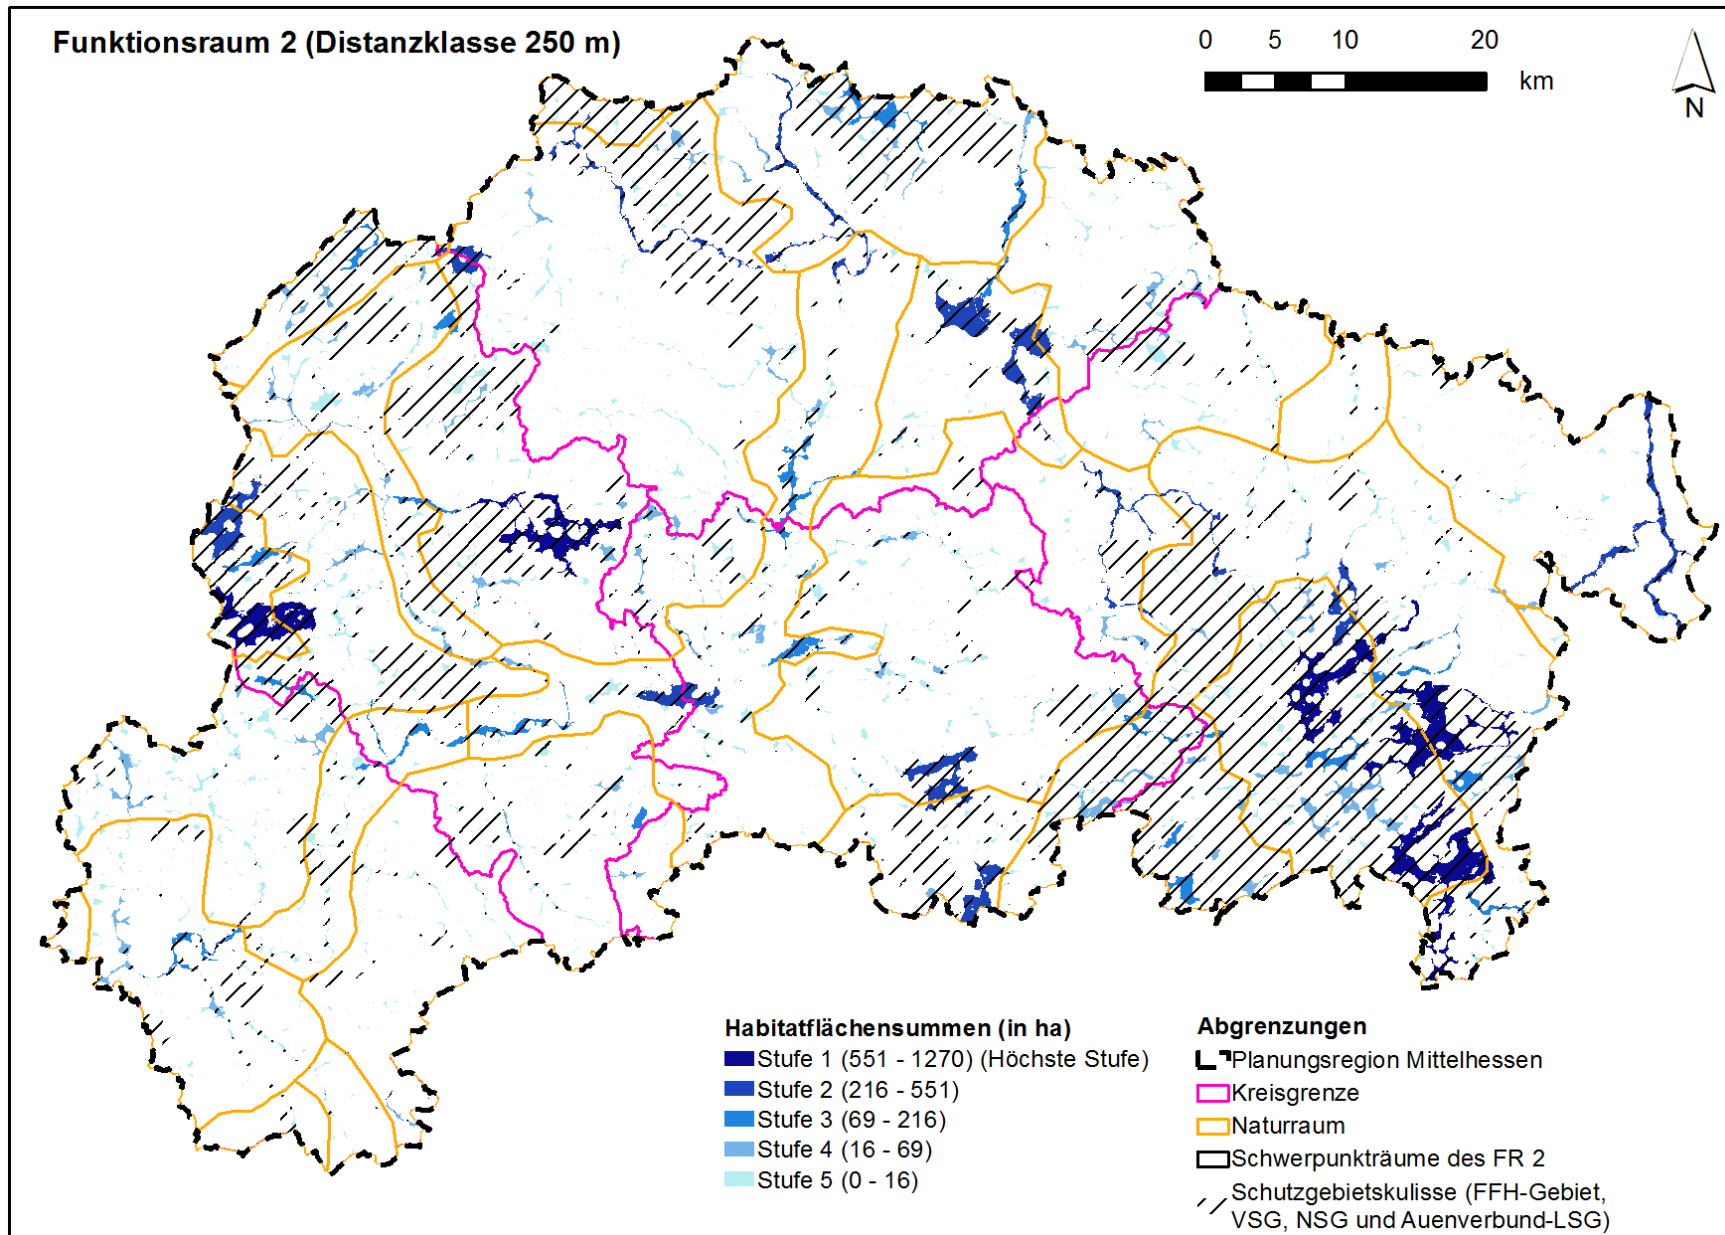 Funktionsraum 2 (Distanzklasse 250 m)
0 5 10 20
km
N
Habitatflächensummen (in ha)
Stufe 1 (551 - 1270) (Höchste Stufe)
Stufe 2 (216 - 551)
Stufe 3 (69 - 216)
Stufe 4 (16 - 69)
Stufe 5 (0 - 16)
Abgrenzungen
Planungsregion Mittelhessen
Kreisgrenze
Naturraum
Schwerpunkträume des FR 2
Schutzgebietskulisse (FFH-Gebiet,
VSG, NSG und Auenverbund-LSG)